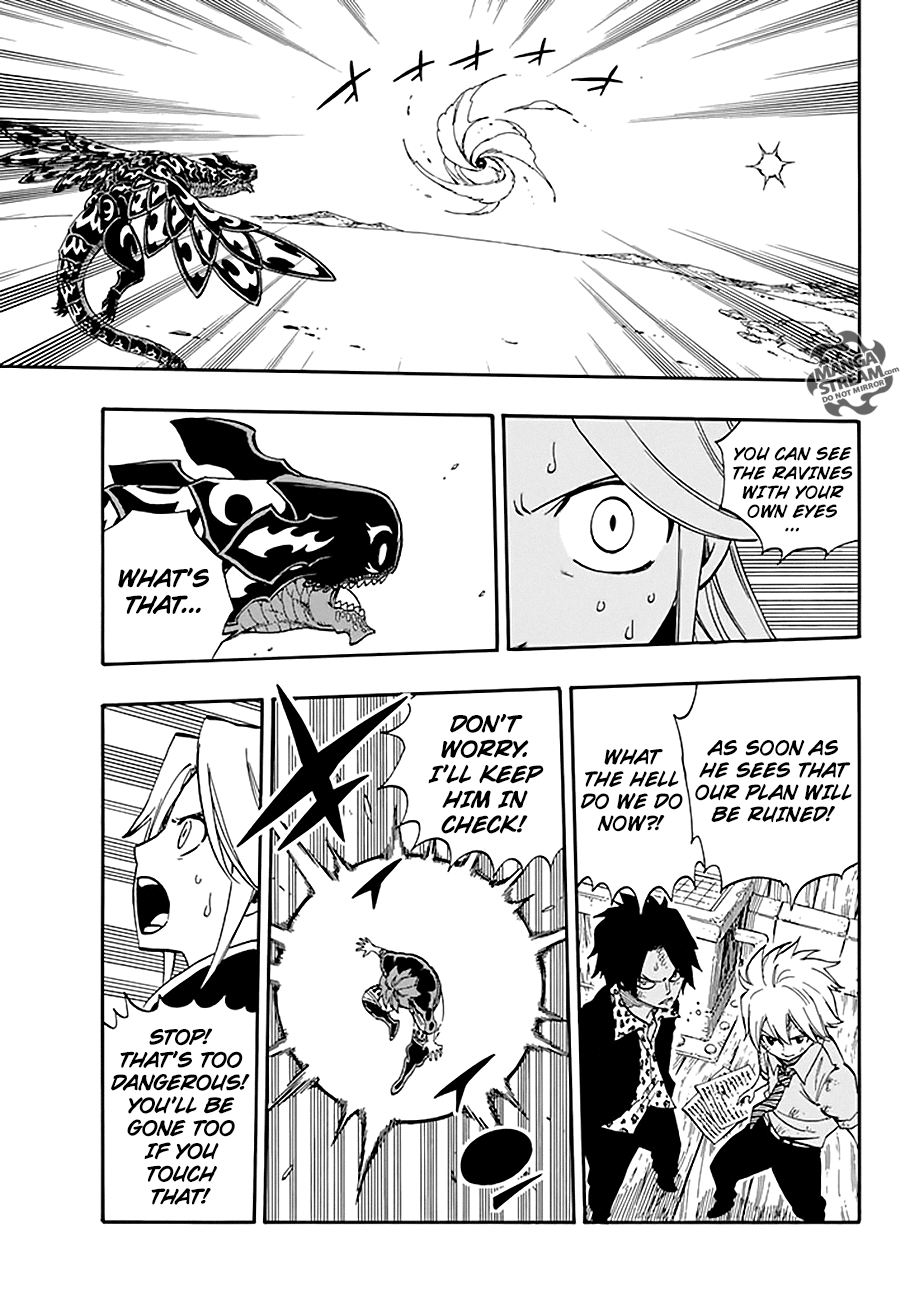 MANGA
STREAM.com
DO NOT MIRROR
YOU CAN SEE
THE RAVINES
WITH YOUR
OWN EYES
...
WHAT'S
THAT...
AS SOON AS
HE SEES THAT
OUR PLAN WILL
BE RUINED!
WHAT
THE HELL
DO WE DO
NOW?!
DON'T
WORRY.
I'LL KEEP
HIM IN
CHECK!
STOP!
THAT'S TOO
DANGEROUS!
YOU'LL BE
GONE TOO
IF YOU
TOUCH
THAT!